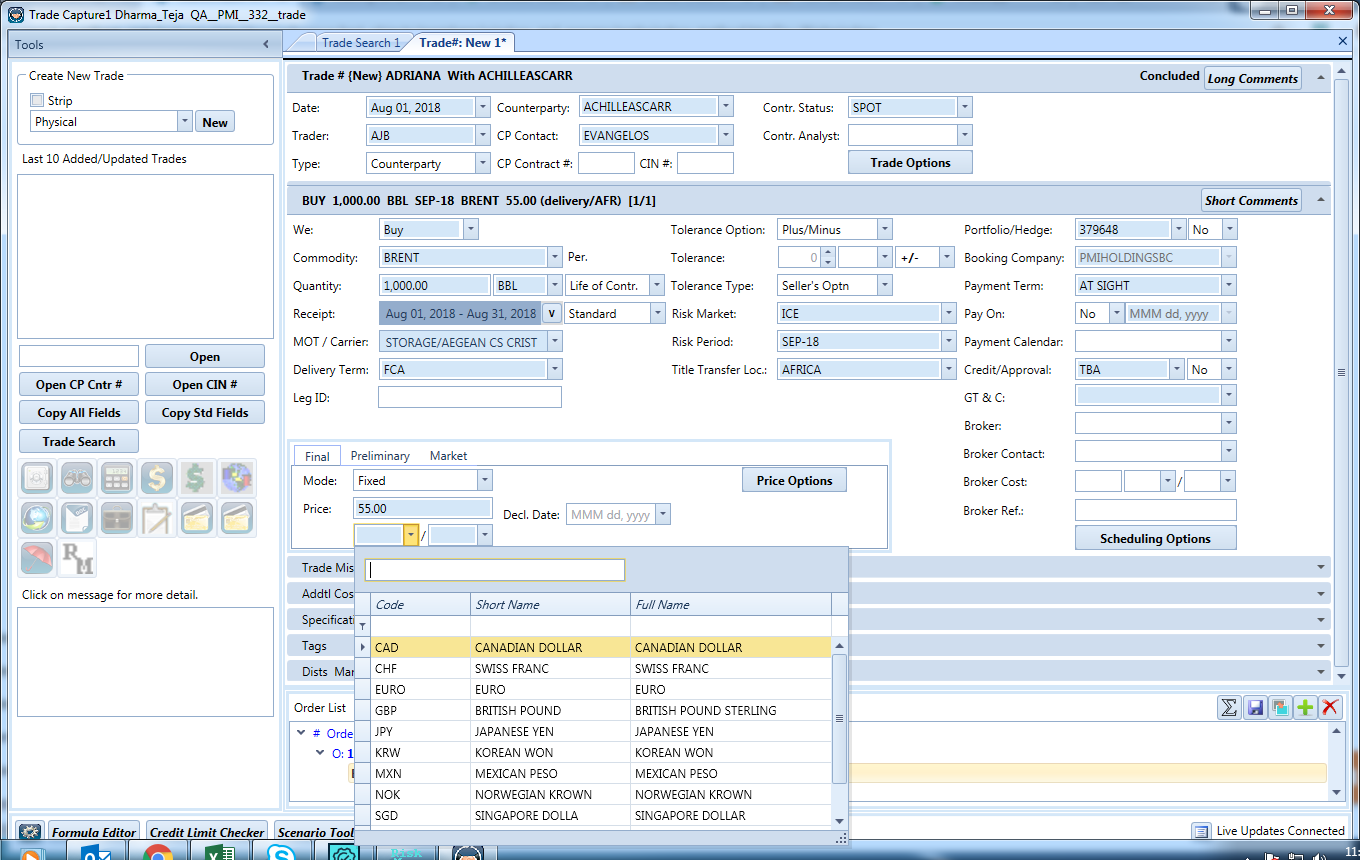 Trade Capture1 Dharma_Teja QA_PMI_332_trade
Tools
Trade Search 1 Trade#: New 1*
Create New Trade
Strip
Physical New
Last 10 Added/Updated Trades
Open
Open CP Cntr # Open CIN #
Copy All Fields Copy Std Fields
Trade Search
RM
Click on message for more detail.
Trade # {New} ADRIANA With ACHILLEASCARR Concluded Long Comments
Date: Aug 01, 2018 Counterparty: ACHILLEASCARR Contr. Status: SPOT
Trader: AJB CP Contact: EVANGELOS Contr. Analyst:
Type: Counterparty CP Contract #: CIN #: Trade Options
BUY 1,000.00 BBL SEP-18 BRENT 55.00 (delivery/AFR) [1/1] Short Comments
We: Buy Tolerance Option: Plus/Minus Portfolio/Hedge: 379648 No
Commodity: BRENT Per. Tolerance: 0 +/- Booking Company: PMIHOLDINGSBC
Quantity: 1,000.00 BBL Life of Contr. Tolerance Type: Seller's Optn Payment Term: AT SIGHT
Receipt: Aug 01, 2018 - Aug 31, 2018 v Standard Risk Market: ICE Pay On: No MMM dd, yyyy
MOT / Carrier: STORAGE/AEGEAN CS CRIST Risk Period: SEP-18 Payment Calendar:
Delivery Term: FCA Title Transfer Loc.: AFRICA Credit/Approval: TBA No
Leg ID: GT & C:
Broker:
Broker Contact:
Broker Cost: /
Broker Ref.:
Scheduling Options
Final Preliminary Market
Mode: Fixed Price Options
Price: 55.00 Decl. Date: MMM dd, yyyy
/
Trade Mis
Addtl Cos
Specificat
Tags
Dists Mar
Code Short Name Full Name
CAD CANADIAN DOLLAR CANADIAN DOLLAR
CHF SWISS FRANC SWISS FRANC
EURO EURO EURO
GBP BRITISH POUND BRITISH POUND STERLING
JPY JAPANESE YEN JAPANESE YEN
KRW KOREAN WON KOREAN WON
MXN MEXICAN PESO MEXICAN PESO
NOK NORWEGIAN KROWN NORWEGIAN KROWN
SGD SINGAPORE DOLLA SINGAPORE DOLLAR
Order List
# Orde
O: 1
Formula Editor Credit Limit Checker Scenario Tool
Live Updates Connected
Risk
11: